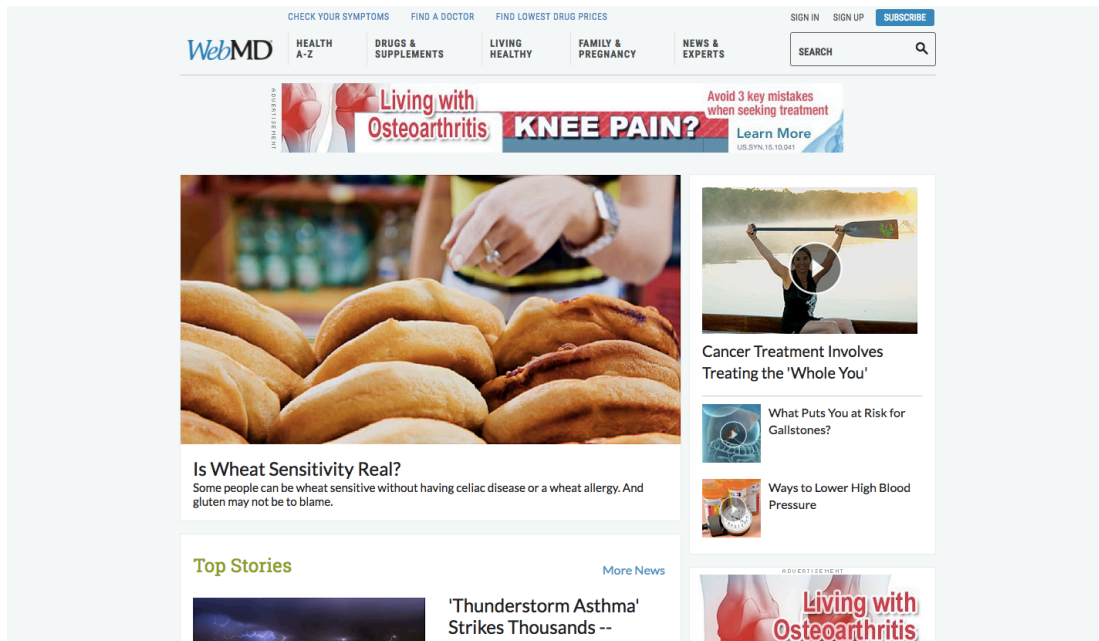 CHECK YOUR SYMPTOMS FIND A DOCTOR FIND LOWEST DRUG PRICES
SIGN IN SIGN UP SUBSCRIBE
WebMD
HEALTH
A-Z
DRUGS &
SUPPLEMENTS
LIVING
HEALTHY
FAMILY &
PREGNANCY
NEWS &
EXPERTS
SEARCH
ADVERTISEMENT
Living with
Osteoarthritis
KNEE PAIN?
Avoid 3 key mistakes
when seeking treatment
Learn More
US.SYN.15.10.041
Is Wheat Sensitivity Real?
Some people can be wheat sensitive without having celiac disease or a wheat allergy. And
gluten may not be to blame.
Cancer Treatment Involves
Treating the 'Whole You'
What Puts You at Risk for
Gallstones?
Ways to Lower High Blood
Pressure
Top Stories
More News
'Thunderstorm Asthma'
Strikes Thousands --
ADVERTISEMENT
Living with
Osteoarthritis